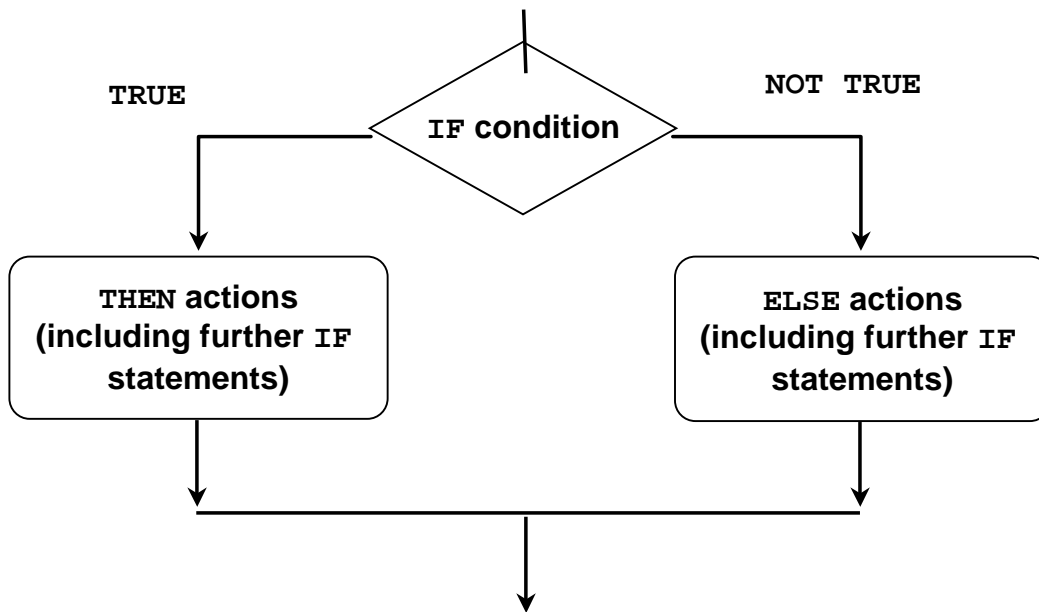 TRUE
NOT TRUE
IF condition
THEN actions
(including further IF
statements)
ELSE actions
(including further IF
statements)